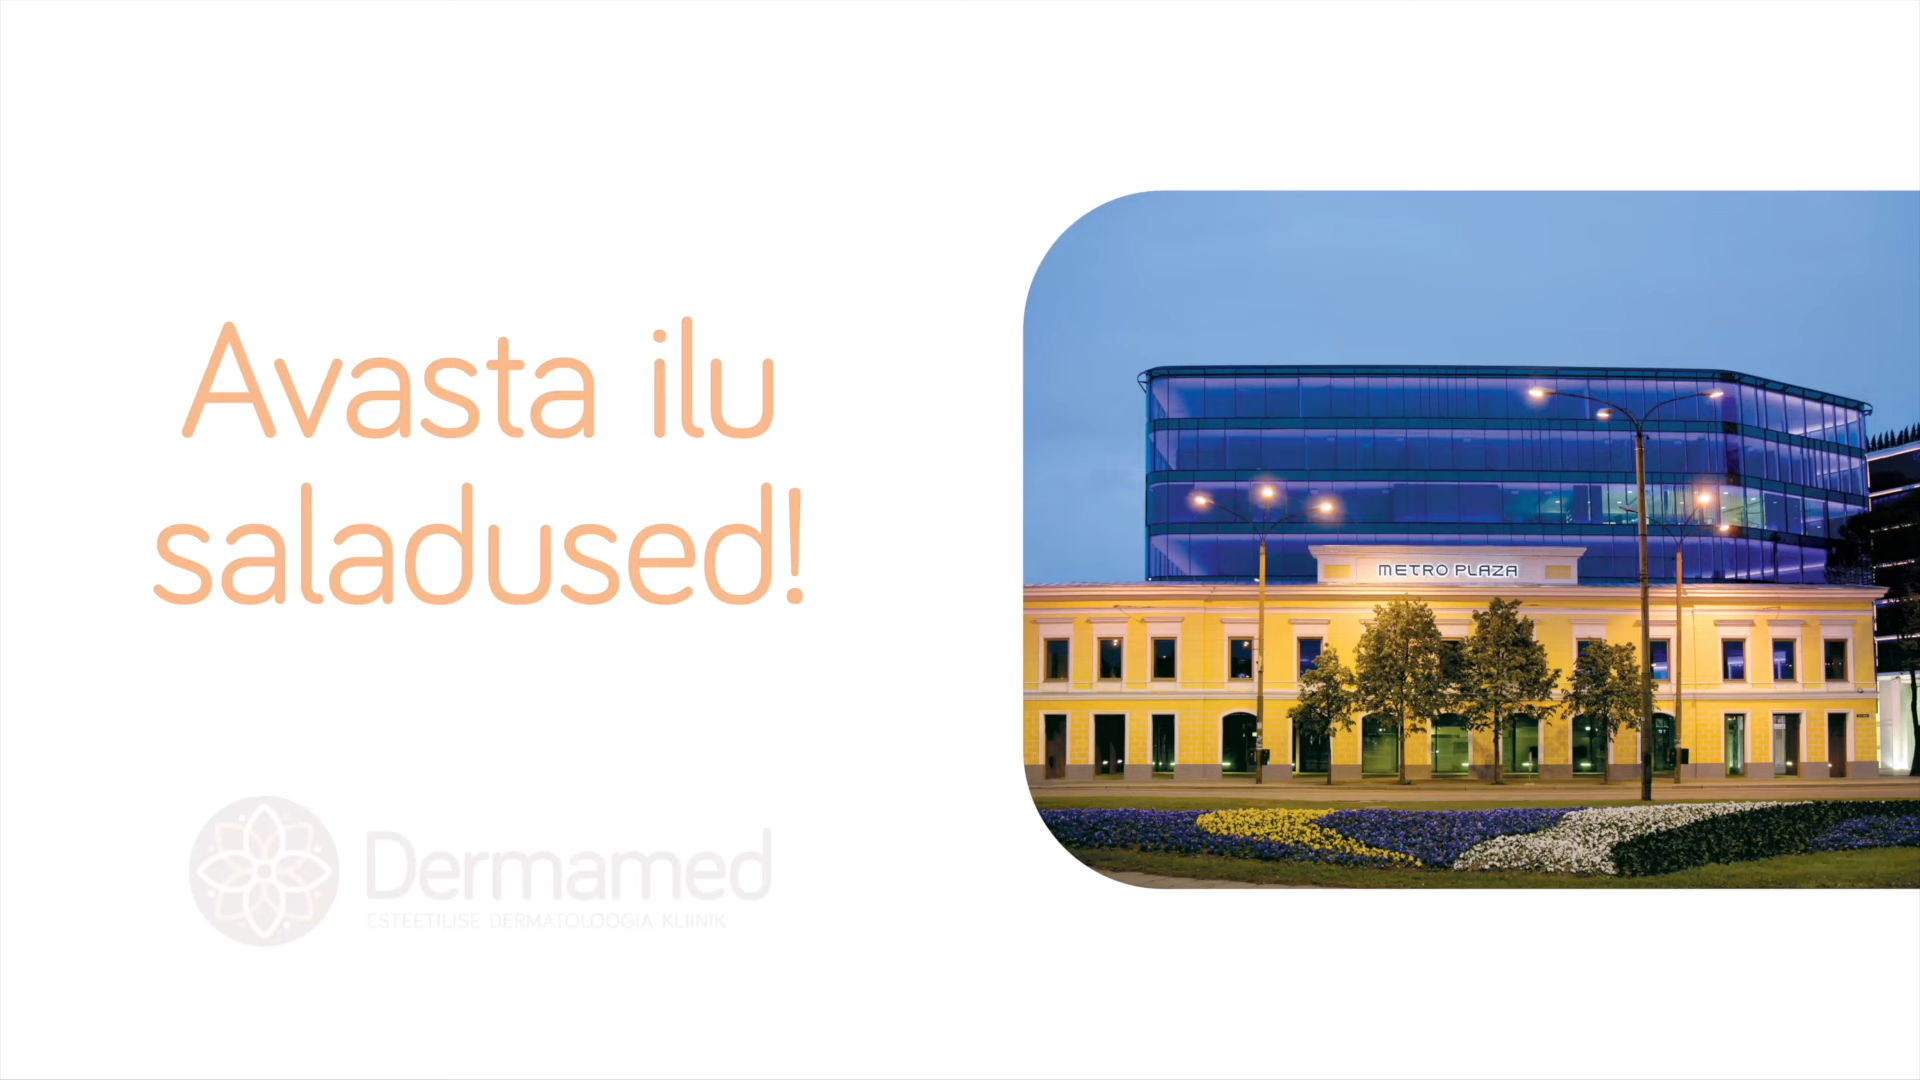 Avasta ilu
saladused!
METRO PLAZA
Dermamed
ESTEETILISE DERMATOLOOGIA KLIINIK